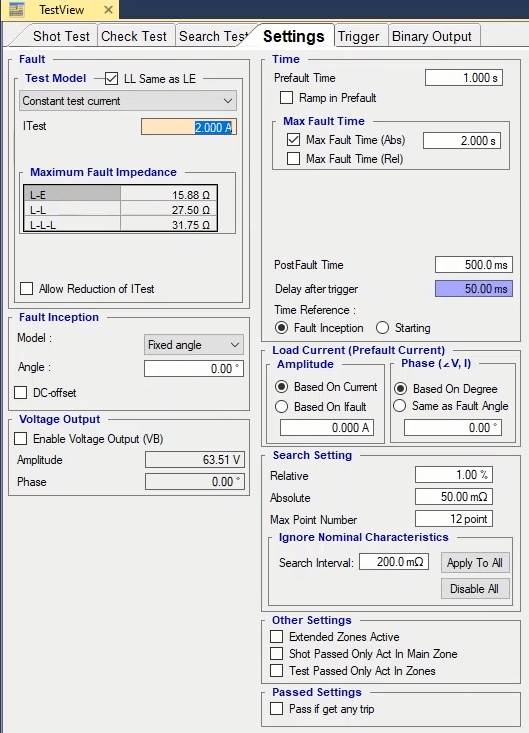 TestView
Shot Test Check Test Search Test Settings Trigger Binary Output
Fault
Test Model LL Same as LE
Constant test current
ITest 2.000 A
Maximum Fault Impedance
L-E 15.88 Ω
L-L 27.50 Ω
L-L-L 31.75 Ω
Allow Reduction of ITest
Fault Inception
Model : Fixed angle
Angle : 0.00 °
DC-offset
Voltage Output
Enable Voltage Output (VB)
Amplitude 63.51 V
Phase 0.00 °
Time
Prefault Time 1.000 s
Ramp in Prefault
Max Fault Time
Max Fault Time (Abs) 2.000 s
Max Fault Time (Rel)
PostFault Time 500.0 ms
Delay after trigger 50.00 ms
Time Reference :
Fault Inception Starting
Load Current (Prefault Current)
Amplitude
Based On Current
Based On Ifault
0.000 A
Phase (∠V, I)
Based On Degree
Same as Fault Angle
0.00 °
Search Setting
Relative 1.00 %
Absolute 50.00 mΩ
Max Point Number 12 point
Ignore Nominal Characteristics
Search Interval: 200.0 mΩ Apply To All
Disable All
Other Settings
Extended Zones Active
Shot Passed Only Act In Main Zone
Test Passed Only Act In Zones
Passed Settings
Pass if get any trip